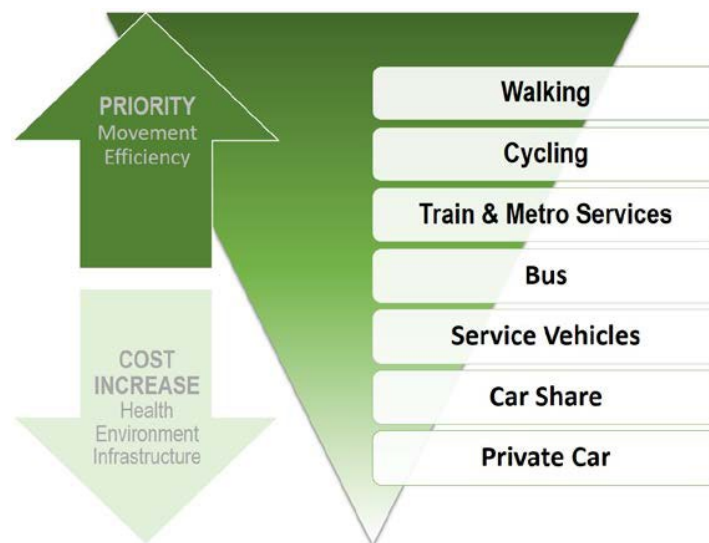 PRIORITY
Movement
Efficiency
COST
INCREASE
Health
Environment
Infrastructure
Walking
Cycling
Train & Metro Services
Bus
Service Vehicles
Car Share
Private Car